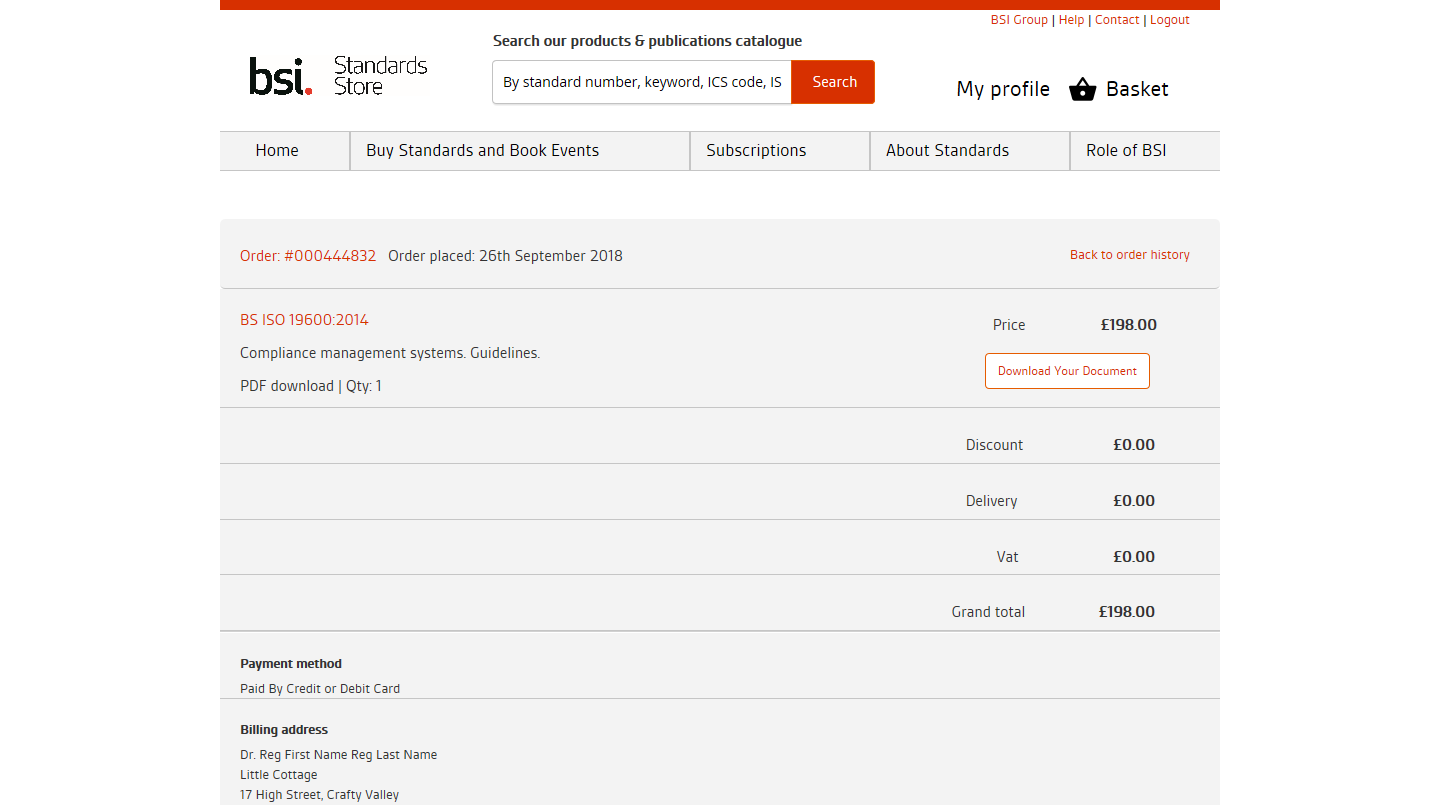 BSI Group | Help | Contact | Logout
Search our products & publications catalogue
bsi. Standards Store
By standard number, keyword, ICS code, IS
Search
My profile
Basket
Home
Buy Standards and Book Events
Subscriptions
About Standards
Role of BSI
Order: #000444832 Order placed: 26th September 2018
Back to order history
BS ISO 19600:2014
Price £198.00
Compliance management systems. Guidelines.
Download Your Document
PDF download | Qty: 1
Discount £0.00
Delivery £0.00
Vat £0.00
Grand total £198.00
Payment method
Paid By Credit or Debit Card
Billing address
Dr. Reg First Name Reg Last Name
Little Cottage
17 High Street, Crafty Valley